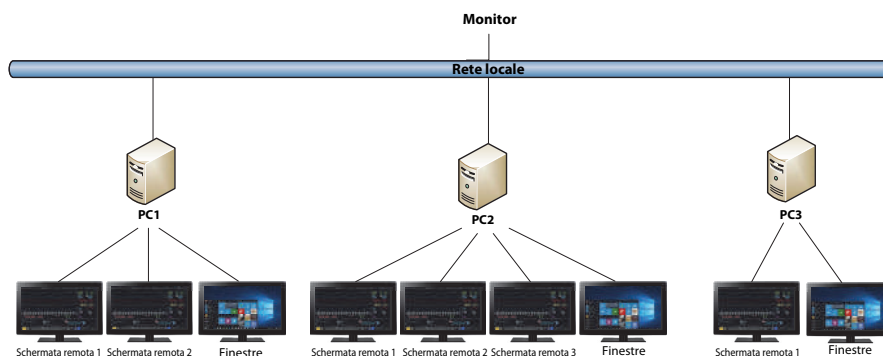 Monitor
Rete locale
PC1
PC2
PC3
Schermata remota 1
Schermata remota 2
Finestre
Schermata remota 1
Schermata remota 2
Schermata remota 3
Finestre
Schermata remota 1
Finestre